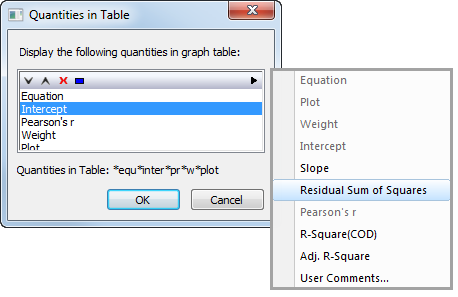 Quantities in Table
Display the following quantities in graph table:
Equation
Intercept
Pearson's r
Weight
Plot
Quantities in Table: *equ*inter*pr*w*plot
OK
Cancel
Equation
Plot
Weight
Intercept
Slope
Residual Sum of Squares
Pearson's r
R-Square(COD)
Adj. R-Square
User Comments...